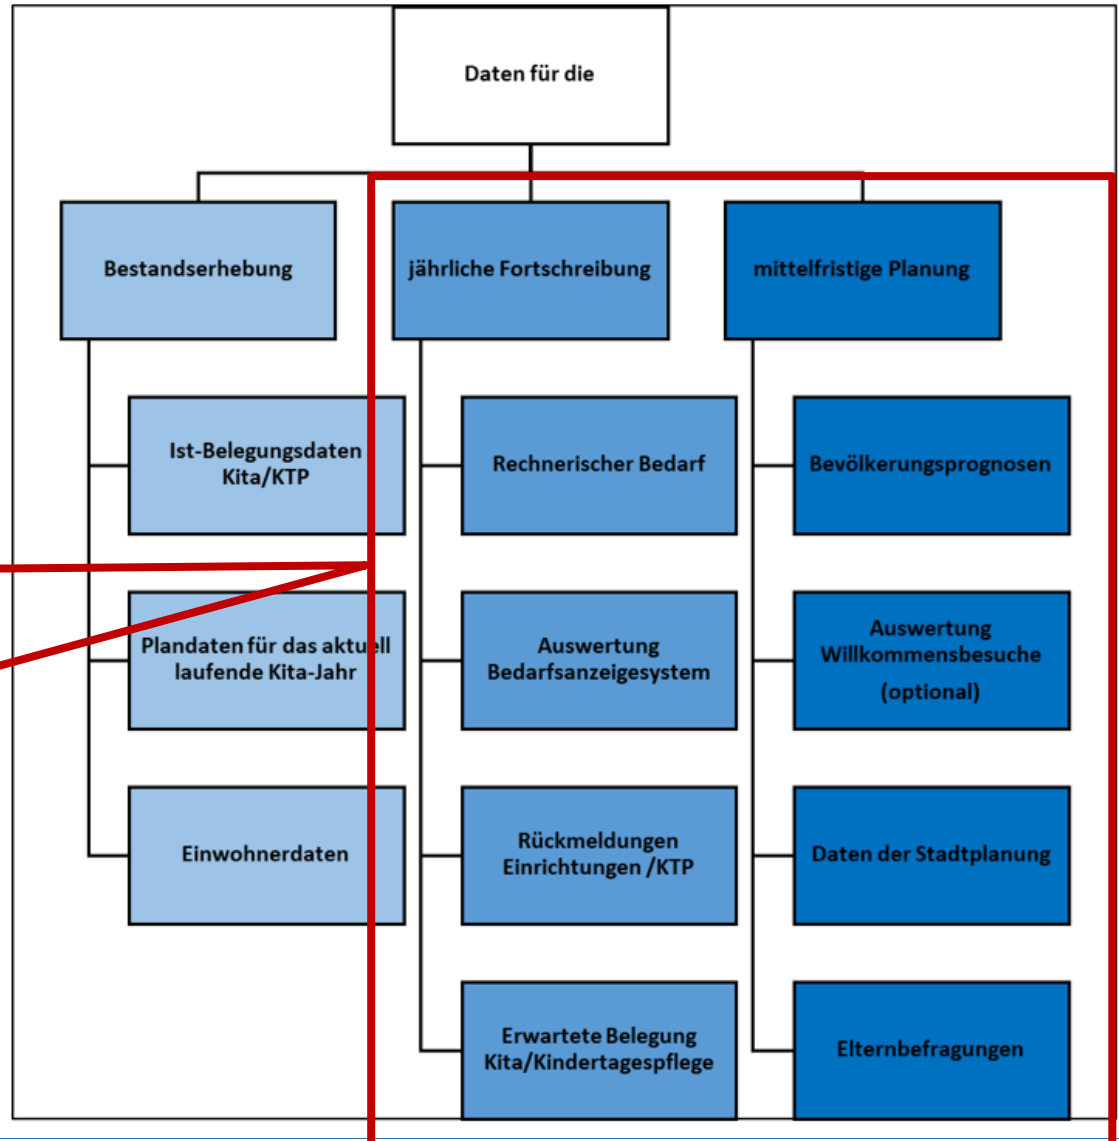 Daten für die
Bestandserhebung
jährliche Fortschreibung
mittelfristige Planung
Ist-Belegungsdaten
Kita/KTP
Rechnerischer Bedarf
Bevölkerungsprognosen
Plandaten für das aktuell
laufende Kita-Jahr
Auswertung
Bedarfsanzeigesystem
Auswertung
Willkommensbesuche
(optional)
Einwohnerdaten
Rückmeldungen
Einrichtungen /KTP
Daten der Stadtplanung
Erwartete Belegung
Kita/Kindertagespflege
Elternbefragungen